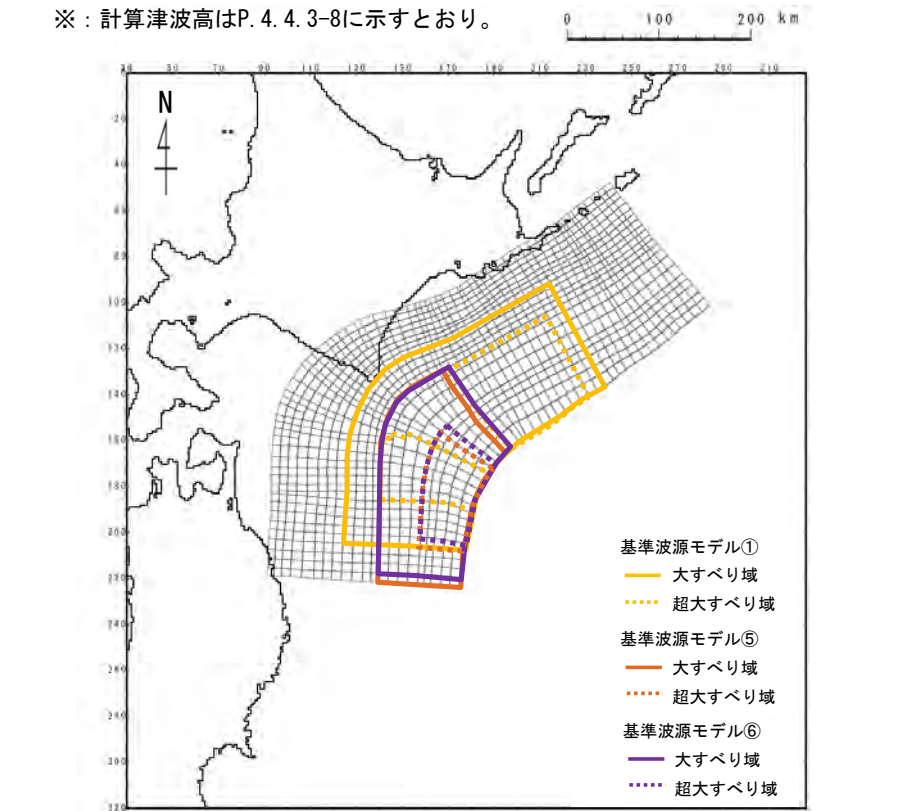 ※：計算津波高はP.4.4.3-8に示すとおり。
0 100 200 km
N
基準波源モデル①
大すべり域
超大すべり域
基準波源モデル⑤
大すべり域
超大すべり域
基準波源モデル⑥
大すべり域
超大すべり域